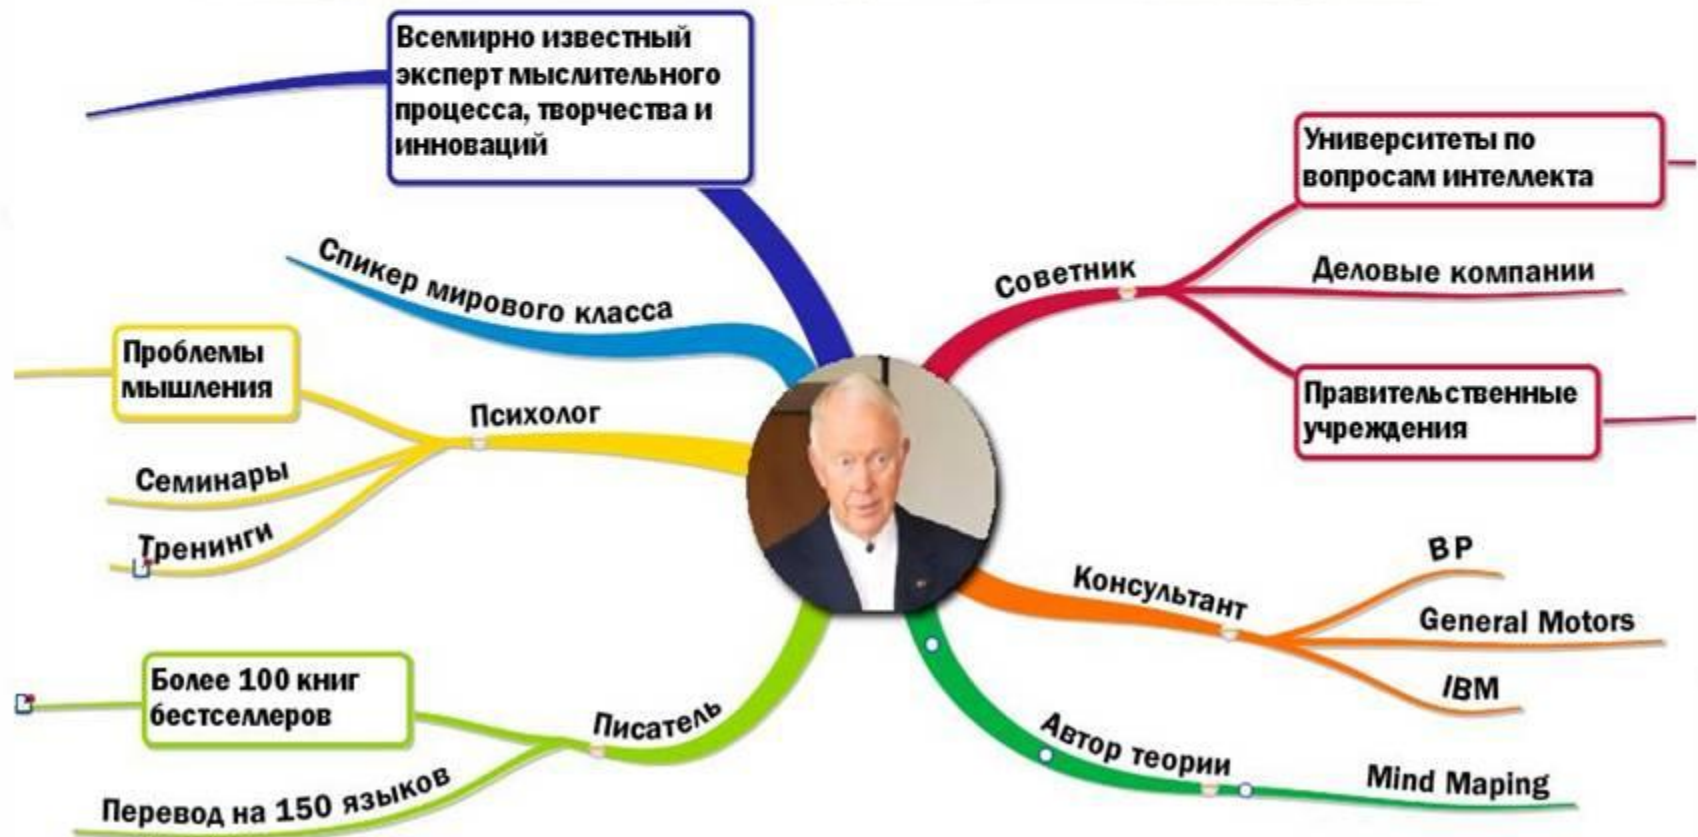 Всемирно известный
эксперт мыслительного
процесса, творчества и
инноваций
Спикер мирового класса
Психолог
Проблемы
мышления
Семинары
Тренинги
Писатель
Более 100 книг
бестселлеров
Перевод на 150 языков
Советник
Университеты по
вопросам интеллекта
Деловые компании
Правительственные
учреждения
Консультант
BP
General Motors
IBM
Автор теории
Mind Maping